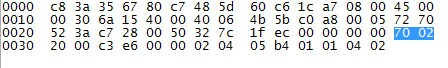 0000 c8 3a 35 67 80 c7 48 5d 60 c6 1c a7 08 00 45 00
0010 00 30 6a 15 40 00 40 06 4b 5b c0 a8 00 05 72 70
0020 52 3a c7 28 00 50 32 7c 1f ec 00 00 00 00 70 02
0030 20 00 c3 e6 00 00 02 04 05 b4 01 01 04 02